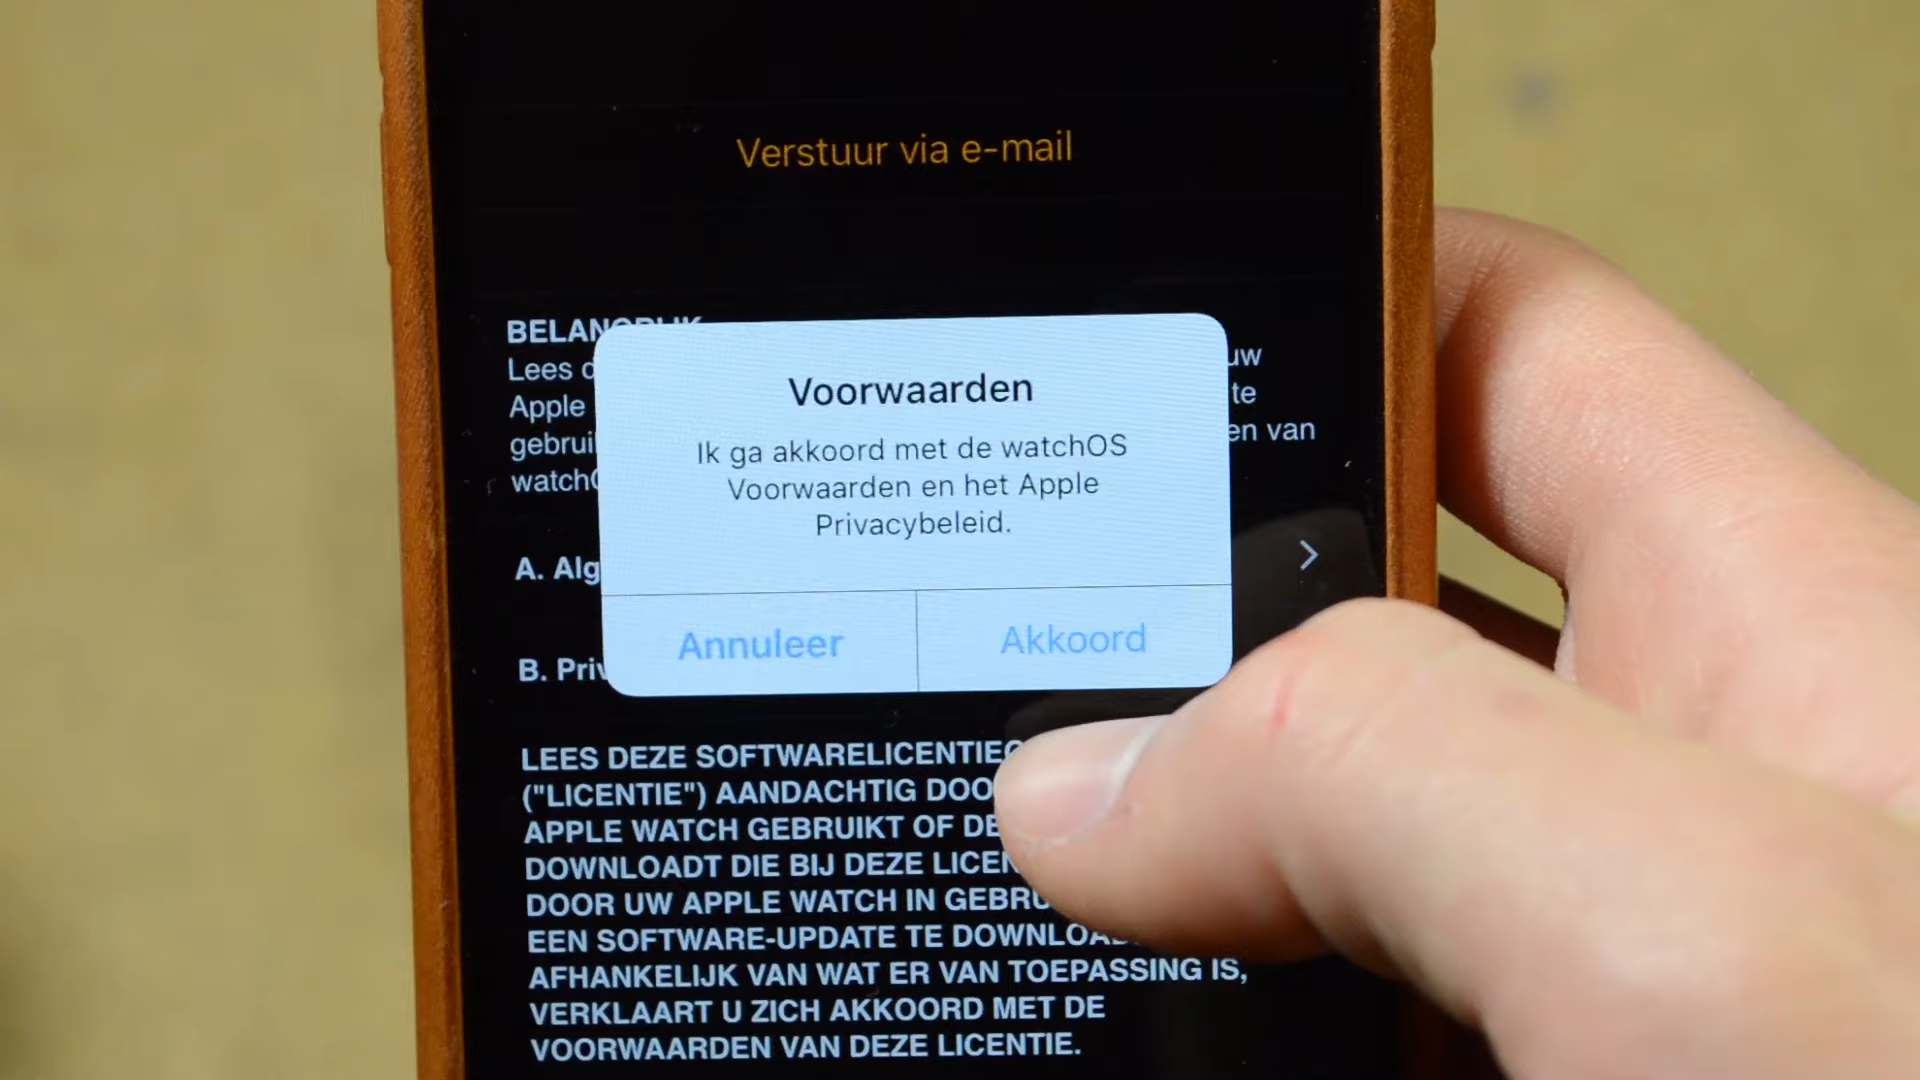 Verstuur via e-mail
Lees
Apple
uw
te
en van
Voorwaarden
Ik ga akkoord met de watchOS
Voorwaarden en het Apple
Privacybeleid.
A.
Annuleer
Akkoord
B.
LEES DEZE
("LICENTIE") AANDACHTIG
APPLE WATCH GEBRUIKT OF
DOWNLOADT DIE BIJ DEZE
DOOR UW APPLE WATCH IN
EEN SOFTWARE-UPDATE TE
AFHANKELIJK VAN WAT ER VAN TOEPASSING IS,
VERKLAART U ZICH AKKOORD MET DE
VOORWAARDEN VAN DEZE LICENTIE.